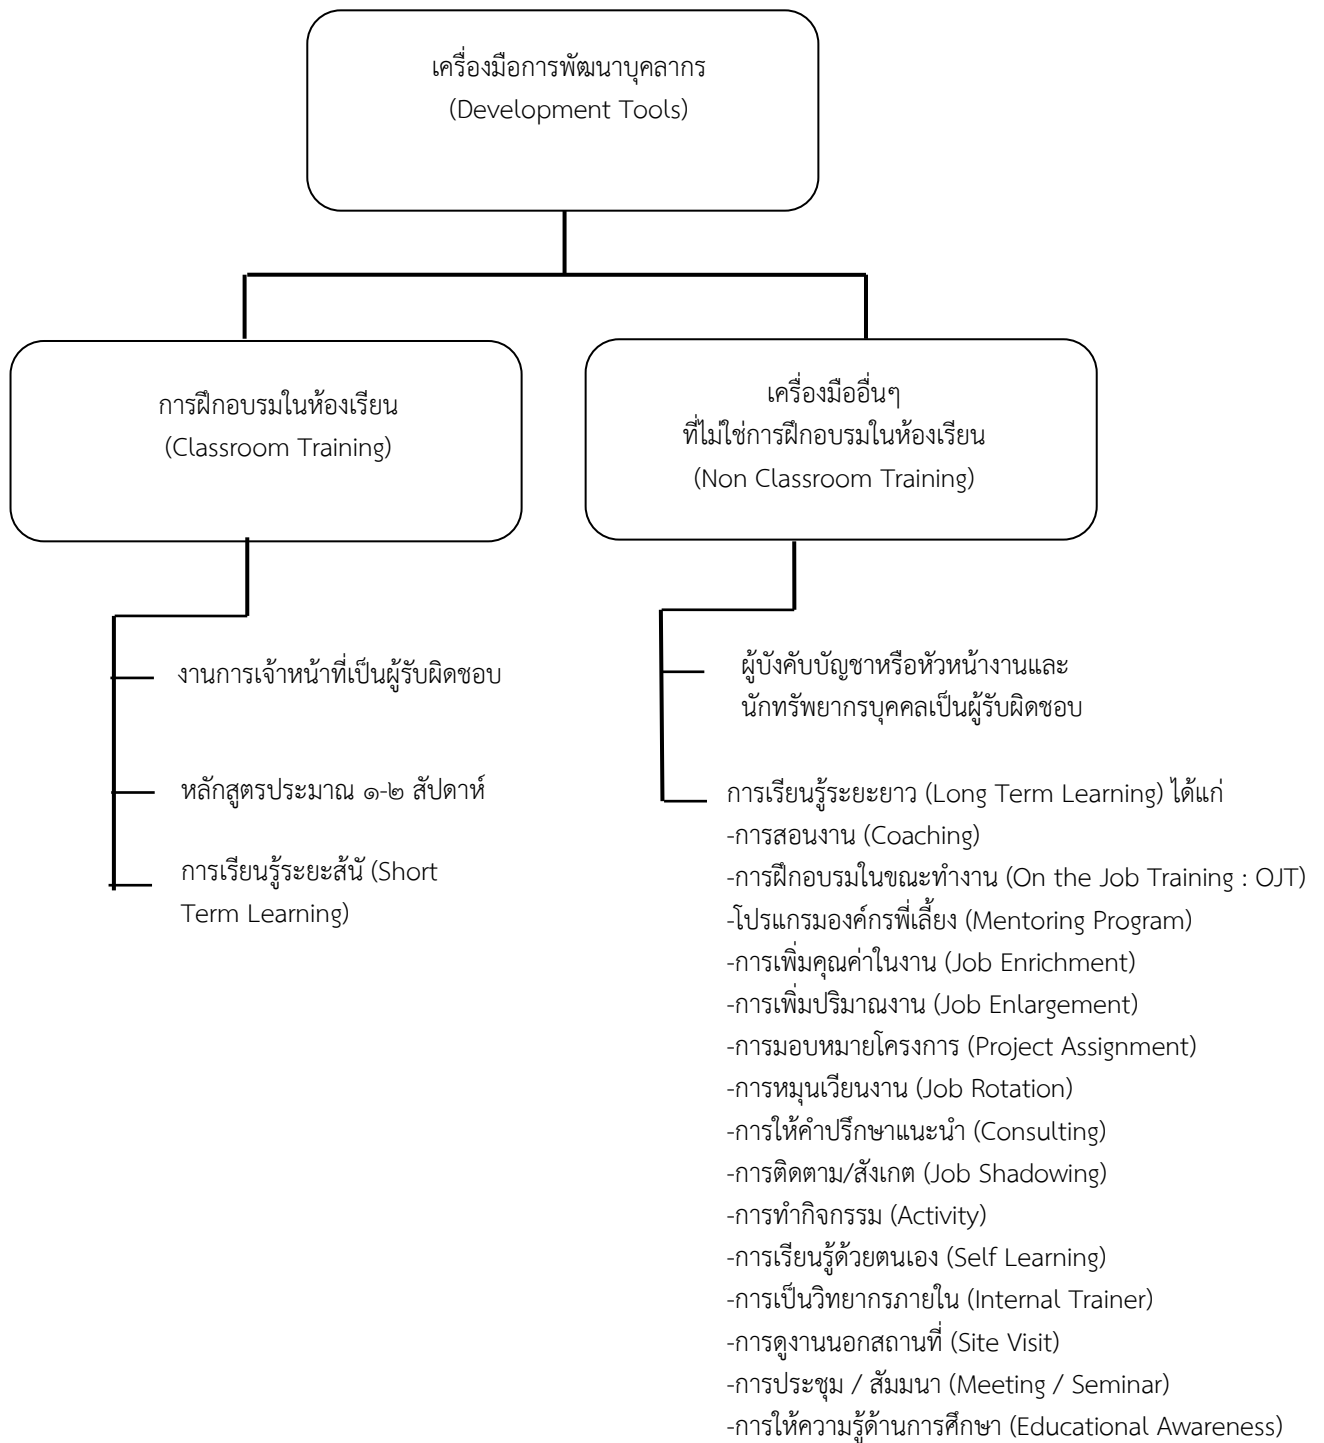 เครื่องมือการพัฒนาบุคลากร
(Development Tools)
การฝึกอบรมในห้องเรียน
(Classroom Training)
เครื่องมืออื่นๆ
ที่ไม่ใช่การฝึกอบรมในห้องเรียน
(Non Classroom Training)
งานการเจ้าหน้าที่เป็นผู้รับผิดชอบ
หลักสูตรประมาณ ๑-๒ สัปดาห์
การเรียนรู้ระยะส้นั (Short
Term Learning)
ผู้บังคับบัญชาหรือหัวหน้างานและ
นักทรัพยากรบุคคลเป็นผู้รับผิดชอบ
การเรียนรู้ระยะยาว (Long Term Learning) ได้แก่
-การสอนงาน (Coaching)
-การฝึกอบรมในขณะทำงาน (On the Job Training : OJT)
-โปรแกรมองค์กรพี่เลี้ยง (Mentoring Program)
-การเพิ่มคุณค่าในงาน (Job Enrichment)
-การเพิ่มปริมาณงาน (Job Enlargement)
-การมอบหมายโครงการ (Project Assignment)
-การหมุนเวียนงาน (Job Rotation)
-การให้คำปรึกษาแนะนำ (Consulting)
-การติดตาม/สังเกต (Job Shadowing)
-การทำกิจกรรม (Activity)
-การเรียนรู้ด้วยตนเอง (Self Learning)
-การเป็นวิทยากรภายใน (Internal Trainer)
-การดูงานนอกสถานที่ (Site Visit)
-การประชุม / สัมมนา (Meeting / Seminar)
-การให้ความรู้ด้านการศึกษา (Educational Awareness)